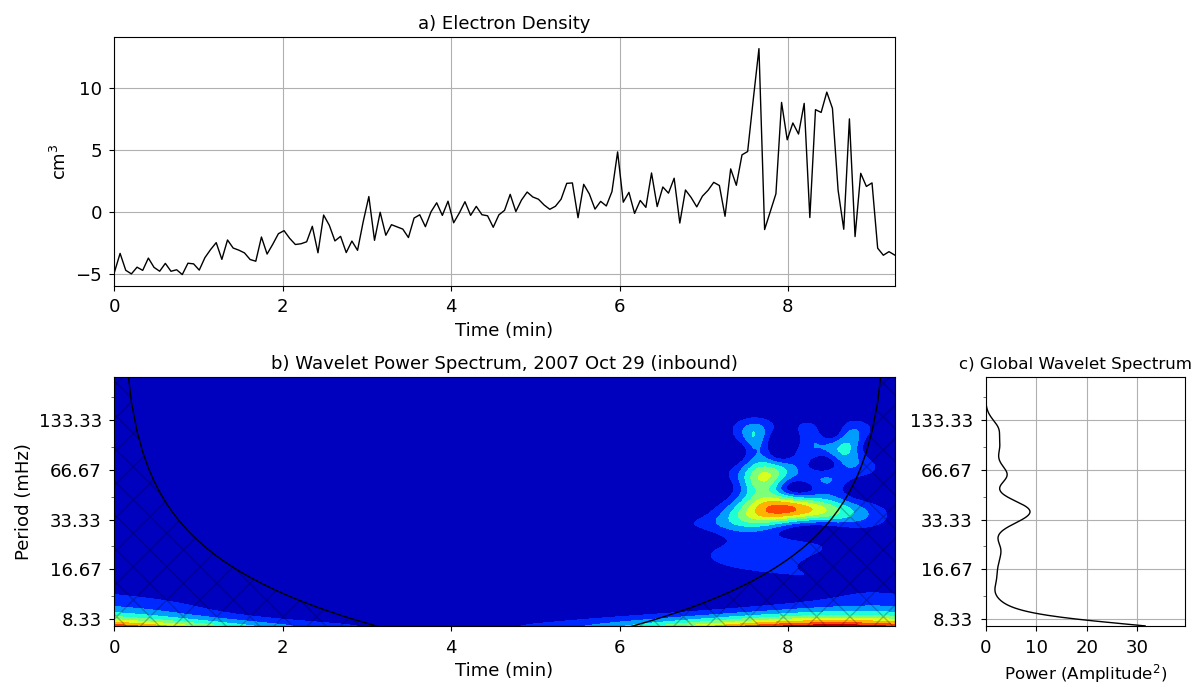 a) Electron Density
10
5
0
−5
cm³
0 2 4 6 8
Time (min)
b) Wavelet Power Spectrum, 2007 Oct 29 (inbound)
133.33
66.67
33.33
16.67
8.33
Period (mHz)
0 2 4 6 8
Time (min)
c) Global Wavelet Spectrum
133.33
66.67
33.33
16.67
8.33
0 10 20 30
Power (Amplitude²)